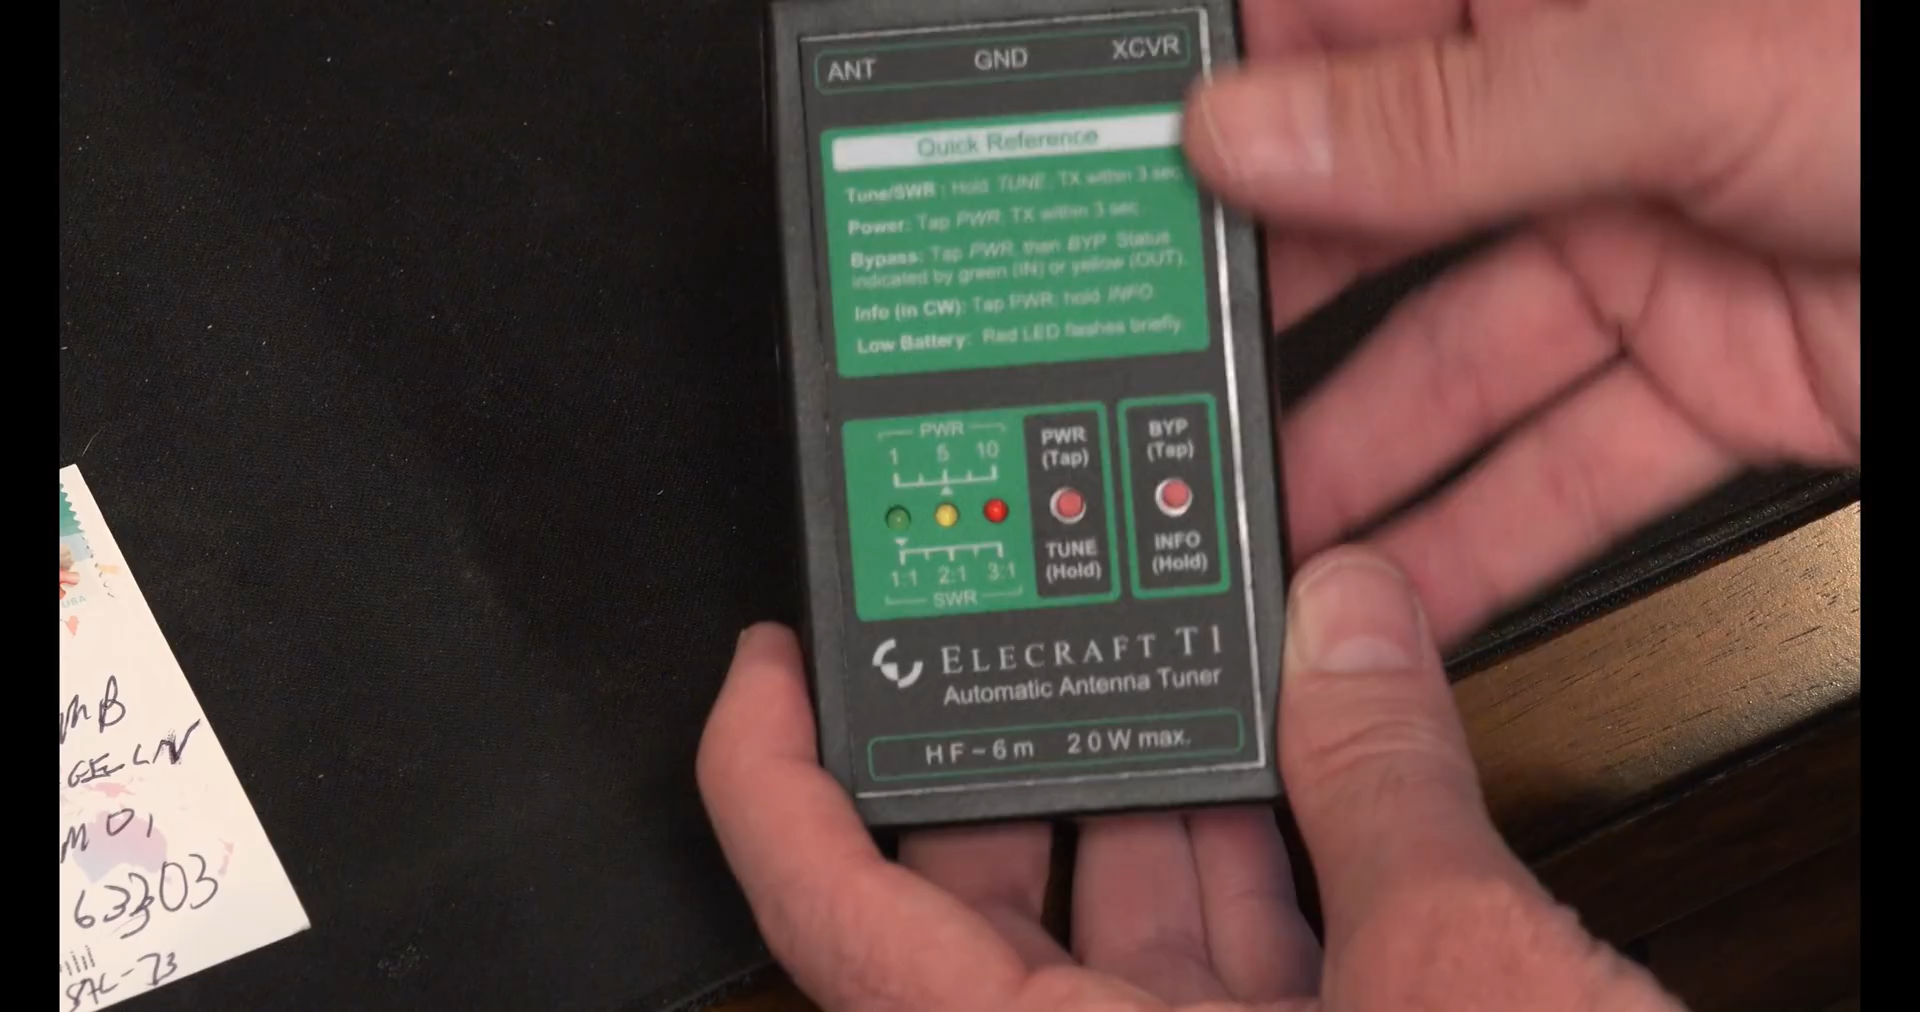 ANT GND XCVR
Quick Reference
Tune/SWR: Hold TUNE; TX within 3 sec
Power: Tap PWR; TX within 3 sec
Bypass: Tap PWR, then BYP. Status
indicated by green (IN) or yellow (OUT).
Info (in CW): Tap PWR; hold INFO
Low Battery: Red LED flashes briefly
PWR
1 5 10
1:1 2:1 3:1
SWR
PWR
(Tap)
TUNE
(Hold)
BYP
(Tap)
INFO
(Hold)
ELECRAFT T1
Automatic Antenna Tuner
HF~6m 20W max.
USA
LN
MO
63303